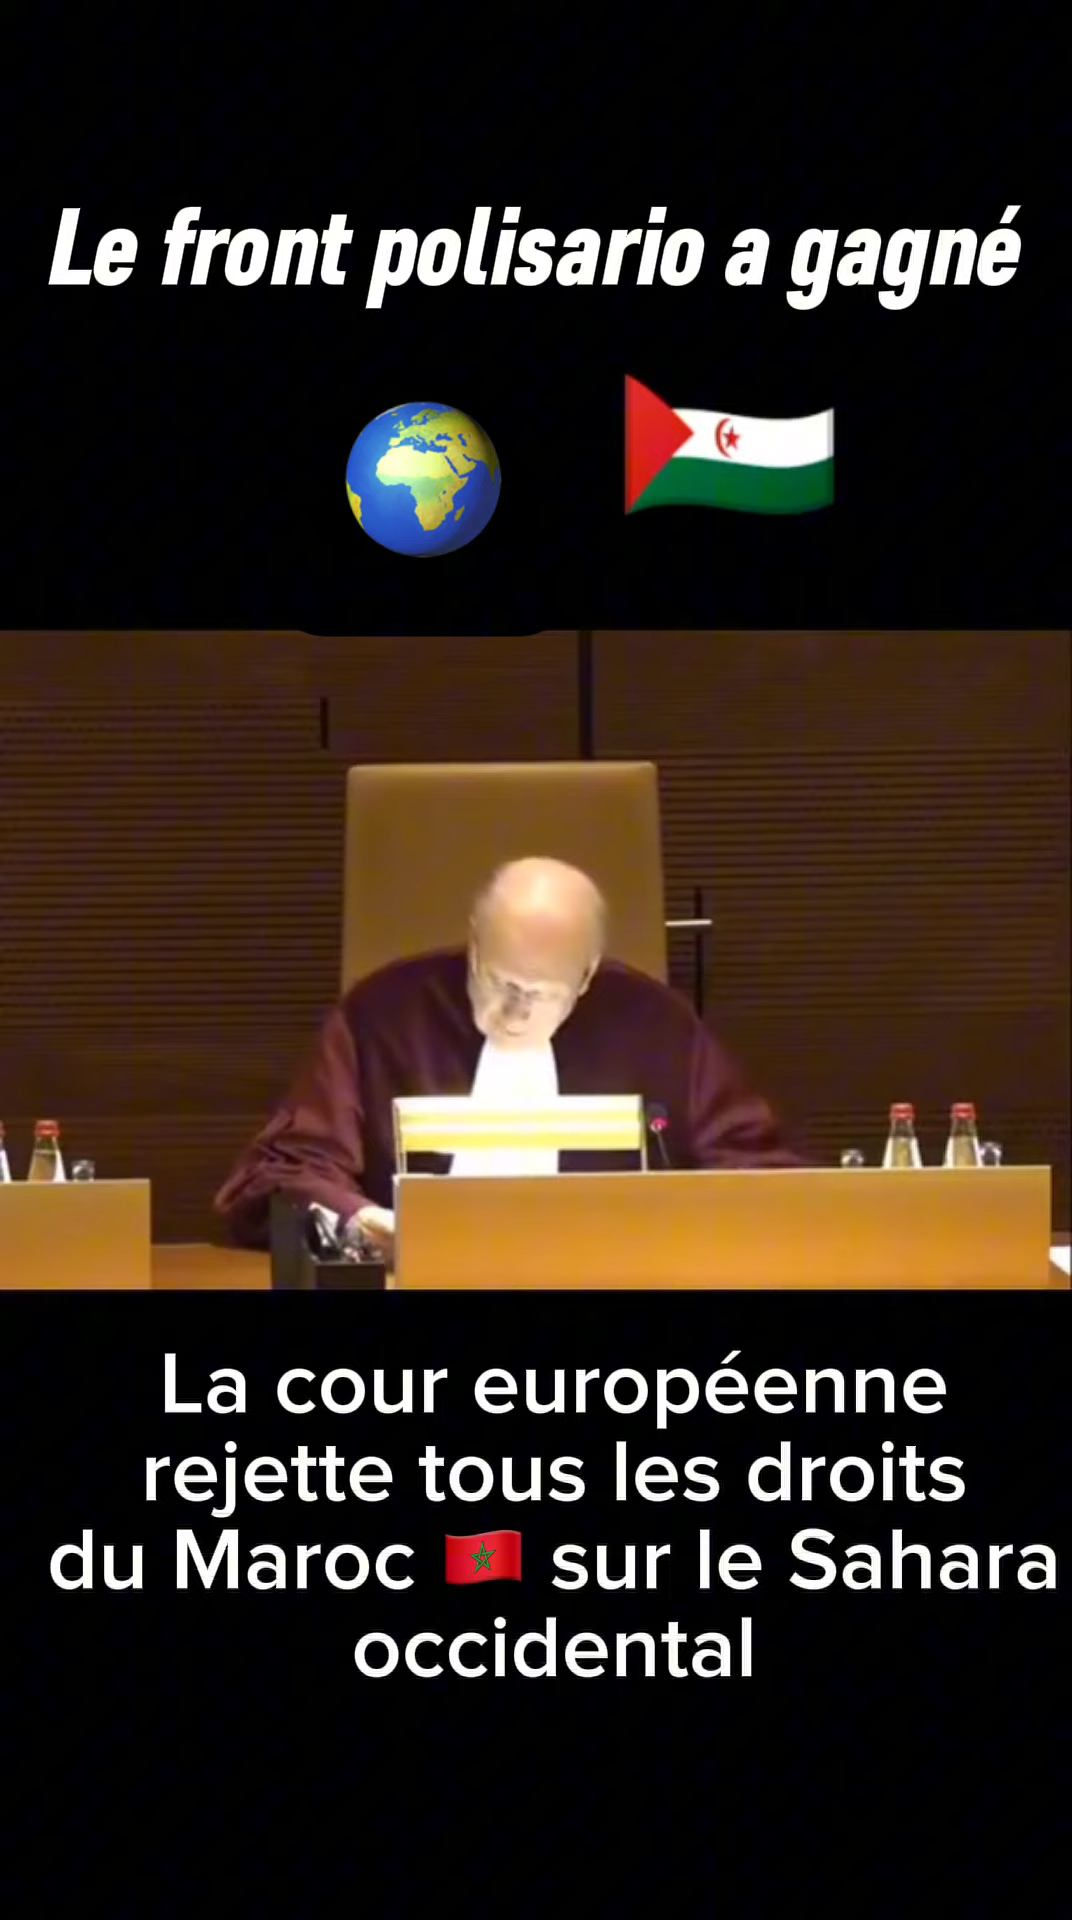 Le front polisario a gagné
La cour européenne
rejette tous les droits
du Maroc 🇲🇦 sur le Sahara
occidental